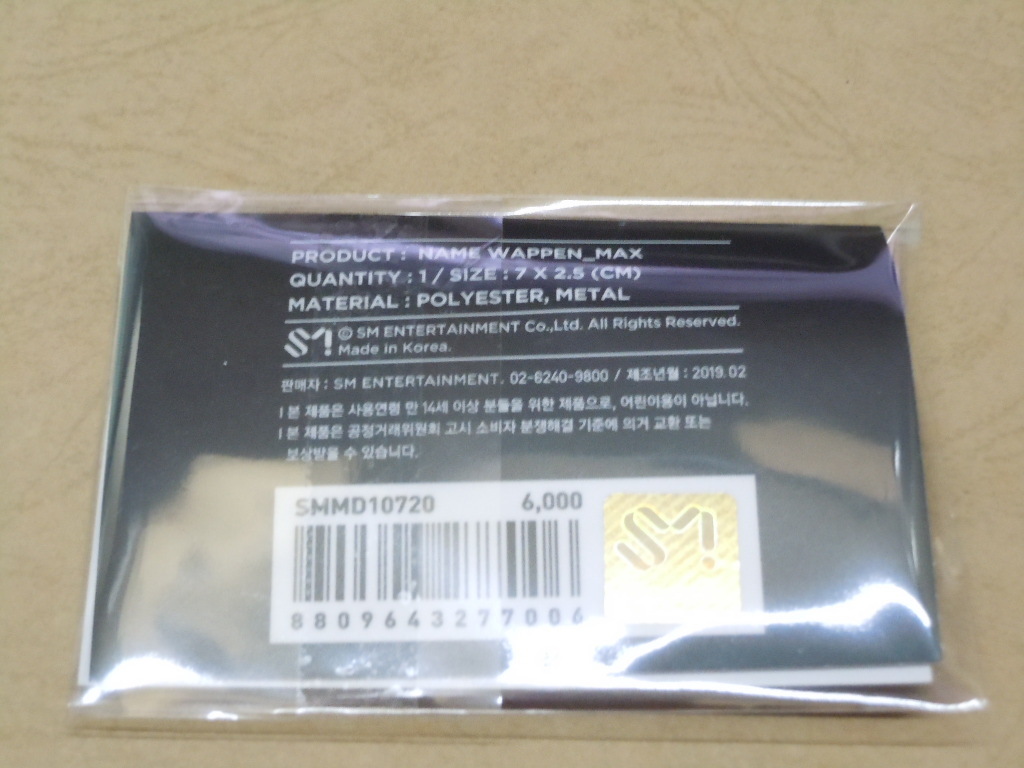 PRODUCT : NAME WAPPEN_MAX
QUANTITY : 1 / SIZE : 7 X 2.5 (CM)
MATERIAL : POLYESTER, METAL
SM
© SM ENTERTAINMENT Co.,Ltd. All Rights Reserved.
Made in Korea.
판매자 : SM ENTERTAINMENT. 02-6240-9800 / 제조년월 : 2019.02
l 본 제품은 사용연령 만 14세 이상 분들을 위한 제품으로, 어린이용이 아닙니다.
l 본 제품은 공정거래위원회 고시 소비자 분쟁해결 기준에 의거 교환 또는
보상받을 수 있습니다.
SMMD10720 6,000
SM
8809643277006